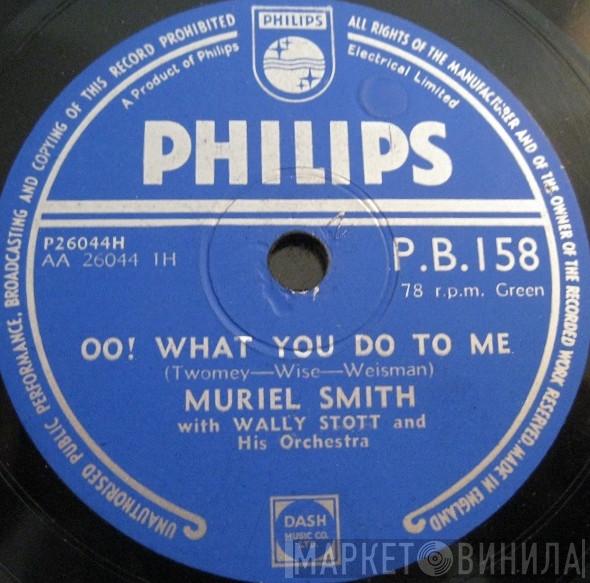 UNAUTHORISED PUBLIC PERFORMANCE, BROADCASTING AND COPYING OF THIS RECORD PROHIBITED
ALL RIGHTS OF THE MANUFACTURER AND OF THE OWNER OF THE RECORDED WORK RESERVED. MADE IN ENGLAND
PHILIPS
A Product of Philips
Electrical Limited
PHILIPS
P26044H
AA 26044 1H
P.B.158
78 r.p.m. Green
OO! WHAT YOU DO TO ME
(Twomey—Wise—Weisman)
MURIEL SMITH
with WALLY STOTT and
His Orchestra
DASH
MUSIC CO.
LTD.
МАРКЕТ ВИНИЛА